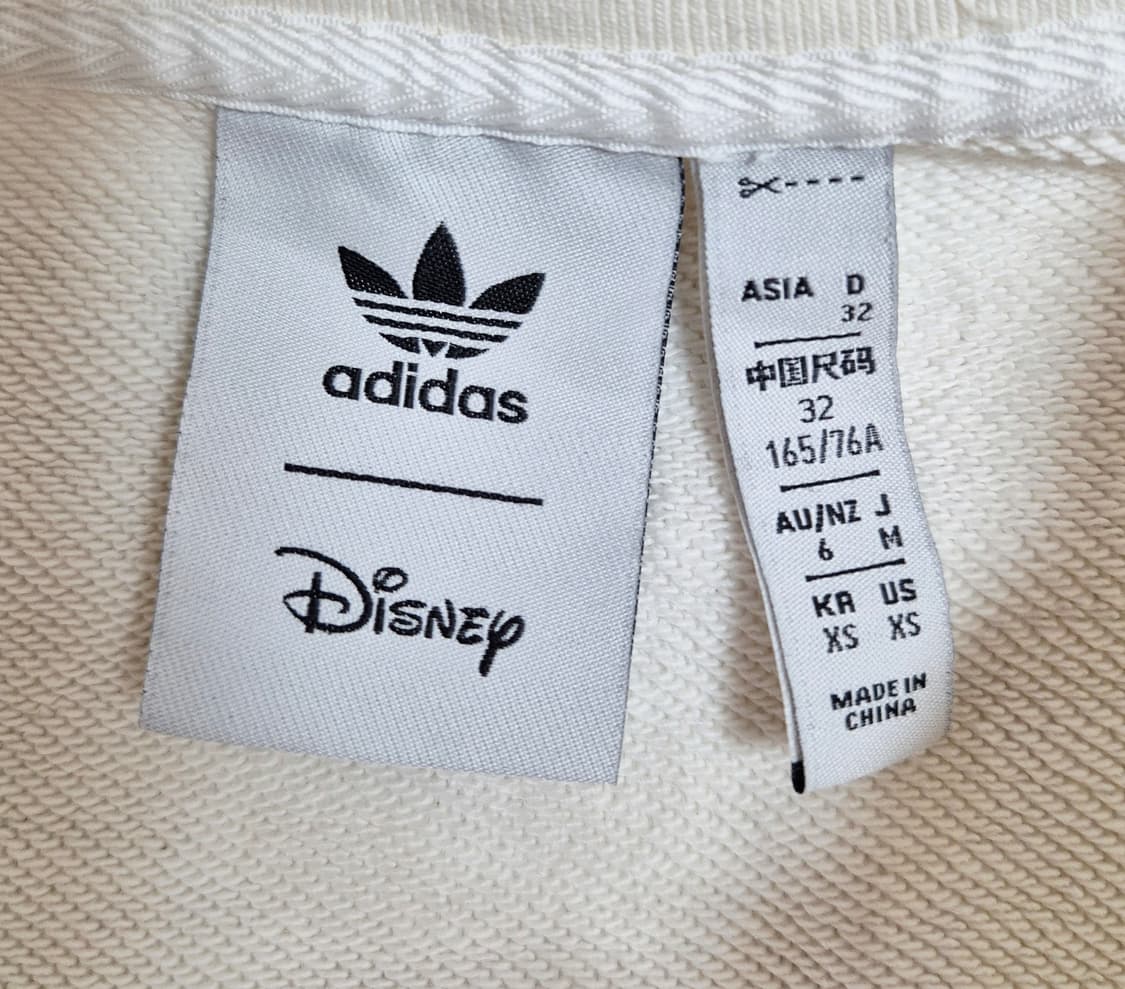 adidas
Disney
ASIA D
32
中国尺码
32
165/76A
AU/NZ J
6 M
KR US
XS XS
MADE IN
CHINA